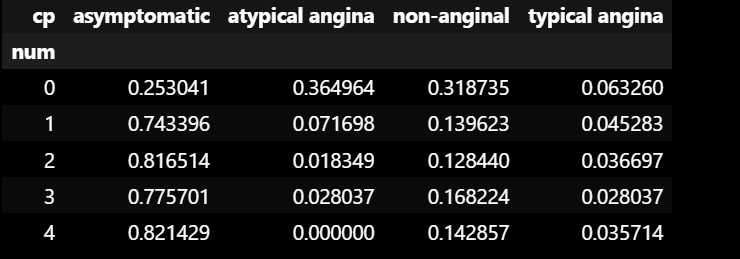 cp asymptomatic atypical angina non-anginal typical angina
num
0 0.253041 0.364964 0.318735 0.063260
1 0.743396 0.071698 0.139623 0.045283
2 0.816514 0.018349 0.128440 0.036697
3 0.775701 0.028037 0.168224 0.028037
4 0.821429 0.000000 0.142857 0.035714